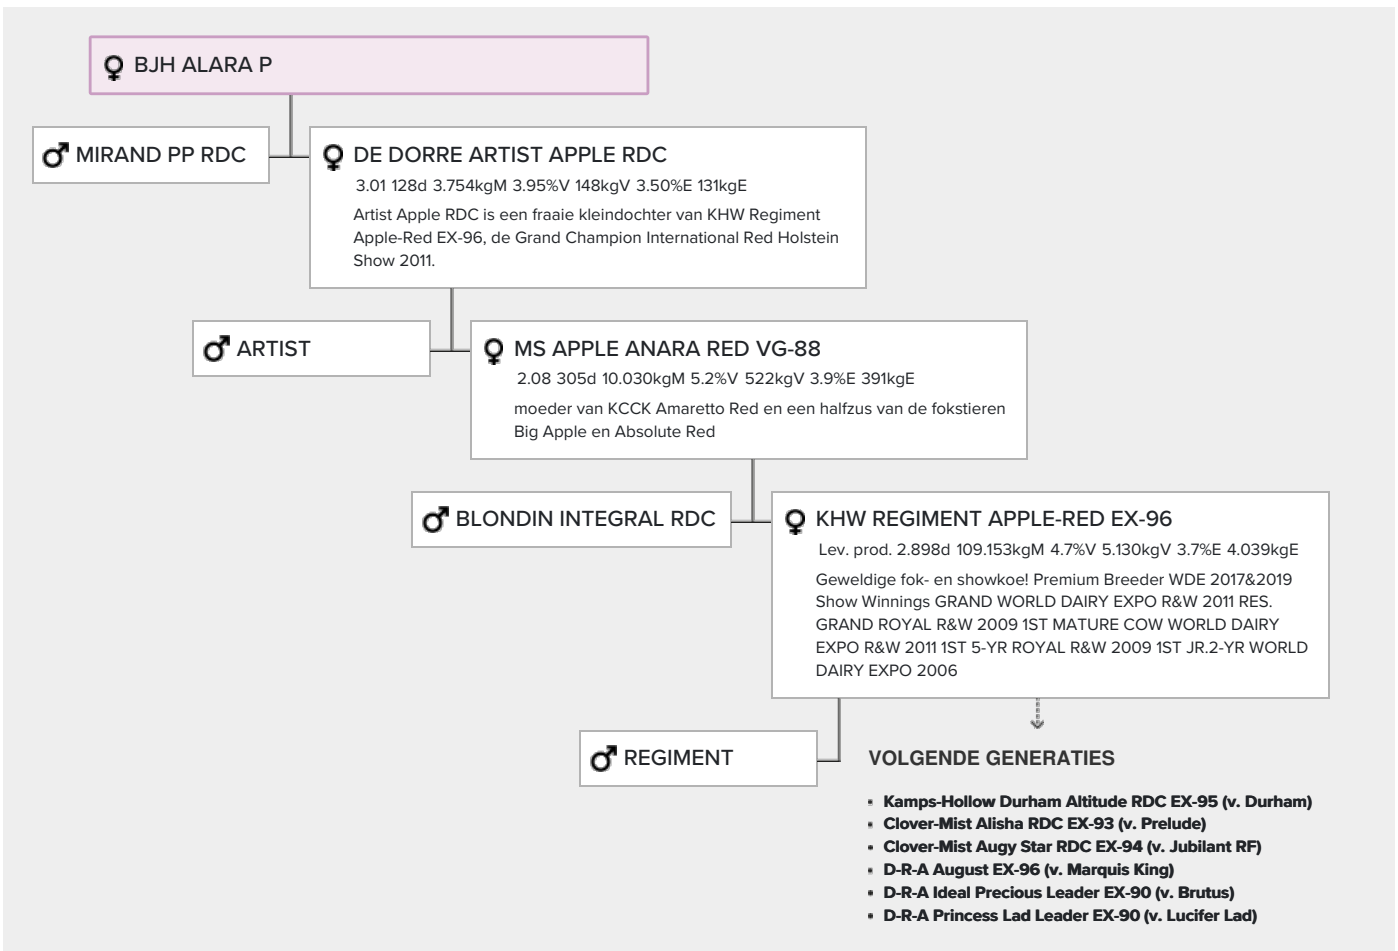 BJH ALARA P
MIRAND PP RDC
DE DORRE ARTIST APPLE RDC
3.01 128d 3.754kgM 3.95%V 148kgV 3.50%E 131kgE
Artist Apple RDC is een fraaie kleindochter van KHW Regiment
Apple-Red EX-96, de Grand Champion International Red Holstein
Show 2011.
ARTIST
MS APPLE ANARA RED VG-88
2.08 305d 10.030kgM 5.2%V 522kgV 3.9%E 391kgE
moeder van KCCK Amaretto Red en een halfzus van de fokstieren
Big Apple en Absolute Red
BLONDIN INTEGRAL RDC
KHW REGIMENT APPLE-RED EX-96
Lev. prod. 2.898d 109.153kgM 4.7%V 5.130kgV 3.7%E 4.039kgE
Geweldige fok- en showkoe! Premium Breeder WDE 2017&2019
Show Winnings GRAND WORLD DAIRY EXPO R&W 2011 RES.
GRAND ROYAL R&W 2009 1ST MATURE COW WORLD DAIRY
EXPO R&W 2011 1ST 5-YR ROYAL R&W 2009 1ST JR.2-YR WORLD
DAIRY EXPO 2006
REGIMENT
VOLGENDE GENERATIES
Kamps-Hollow Durham Altitude RDC EX-95 (v. Durham)
Clover-Mist Alisha RDC EX-93 (v. Prelude)
Clover-Mist Augy Star RDC EX-94 (v. Jubilant RF)
D-R-A August EX-96 (v. Marquis King)
D-R-A Ideal Precious Leader EX-90 (v. Brutus)
D-R-A Princess Lad Leader EX-90 (v. Lucifer Lad)